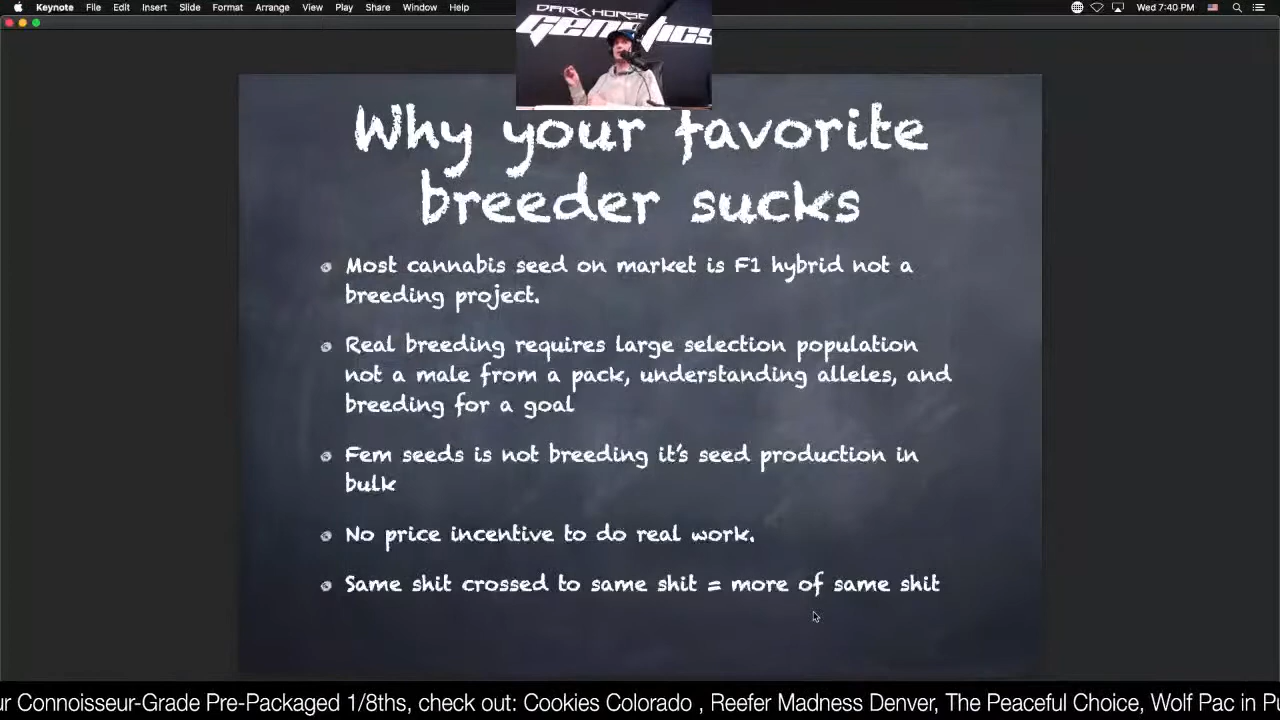 Keynote File Edit Insert Slide Format Arrange View Play Share Window Help Wed 7:40 PM
DARK HORSE
genetics
Why your favorite
breeder sucks
Most cannabis seed on market is F1 hybrid not a
breeding project.
Real breeding requires large selection population
not a male from a pack, understanding alleles, and
breeding for a goal
Fem seeds is not breeding it's seed production in
bulk
No price incentive to do real work.
Same shit crossed to same shit = more of same shit
Connoisseur-Grade Pre-Packaged 1/8ths, check out: Cookies Colorado , Reefer Madness Denver, The Peaceful Choice, Wolf Pac in